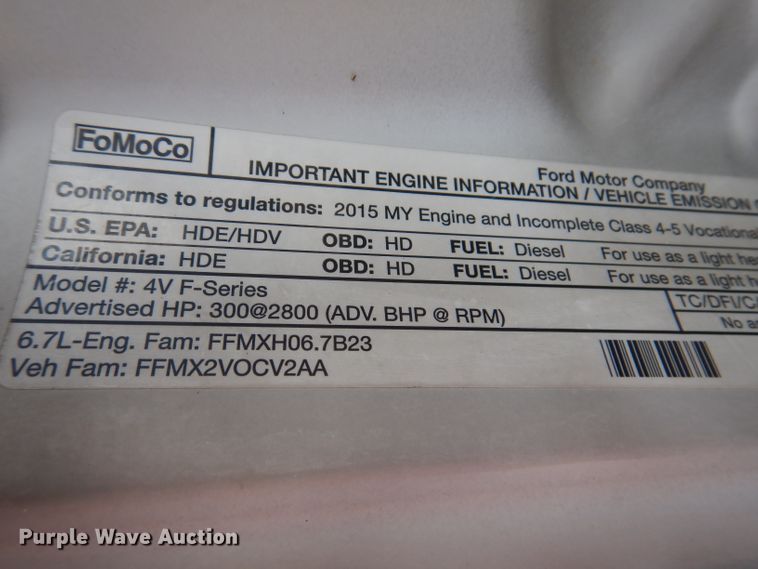 FoMoCo
Ford Motor Company
IMPORTANT ENGINE INFORMATION / VEHICLE EMISSION
Conforms to regulations: 2015 MY Engine and Incomplete Class 4-5 Vocational
U.S. EPA: HDE/HDV OBD: HD FUEL: Diesel For use as a light
California: HDE OBD: HD FUEL: Diesel For use as a light
Model #: 4V F-Series
TC/DFI/C
Advertised HP: 300@2800 (ADV. BHP @ RPM)
No
6.7L-Eng. Fam: FFMXH06.7B23
Veh Fam: FFMX2VOCV2AA
Purple Wave Auction